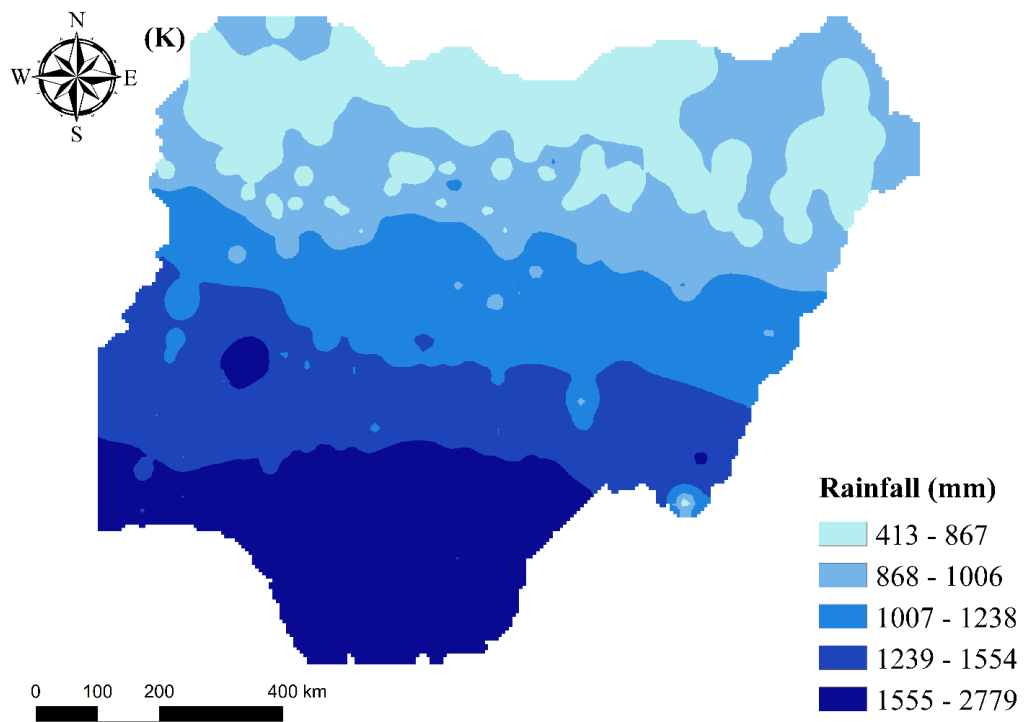 N
(K)
W E
S
Rainfall (mm)
413 - 867
868 - 1006
1007 - 1238
1239 - 1554
1555 - 2779
0 100 200 400 km